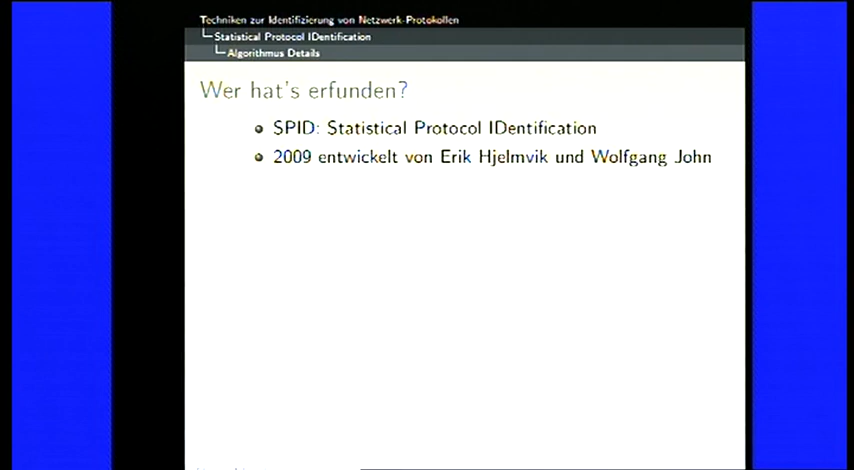 Techniken zur Identifizierung von Netzwerk-Protokollen
Statistical Protocol IDentification
Algorithmus Details
Wer hat's erfunden?
SPID: Statistical Protocol IDentification
2009 entwickelt von Erik Hjelmvik und Wolfgang John